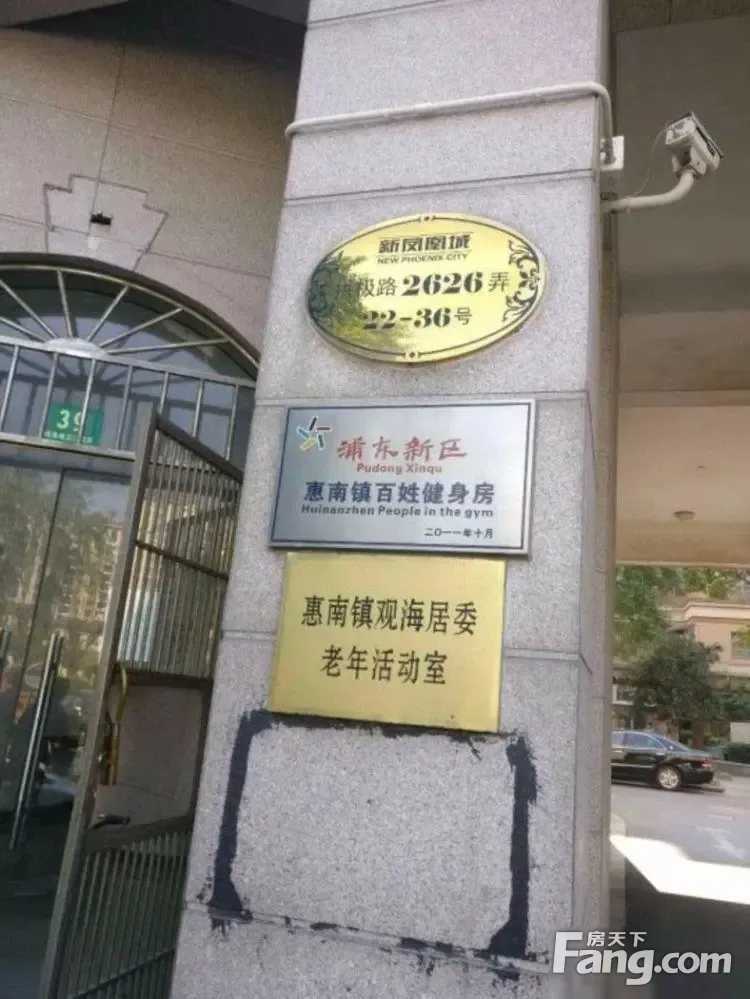 新凤凰城
NEW PHOENIX CITY
拱极路2626弄
22-36号
39
浦东新区
Pudong Xinqu
惠南镇百姓健身房
Huinanzhen People in the gym
二〇一一年十月
惠南镇观海居委
老年活动室
房天下
Fang.com